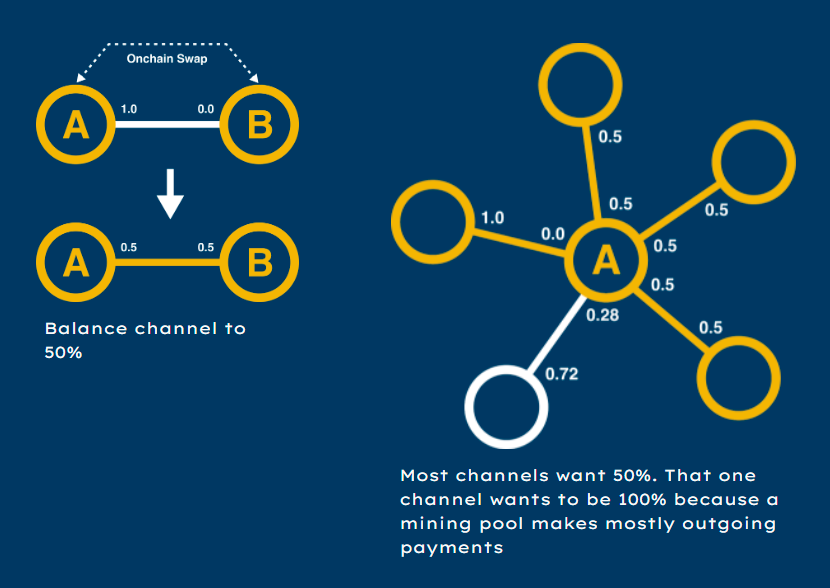 Onchain Swap
1.0 0.0
A B
A 0.5 0.5 B
Balance channel to
50%
0.5
0.5
0.5
1.0 0.0
0.5
A
0.5
0.28
0.5
0.72
Most channels want 50%. That one
channel wants to be 100% because a
mining pool makes mostly outgoing
payments